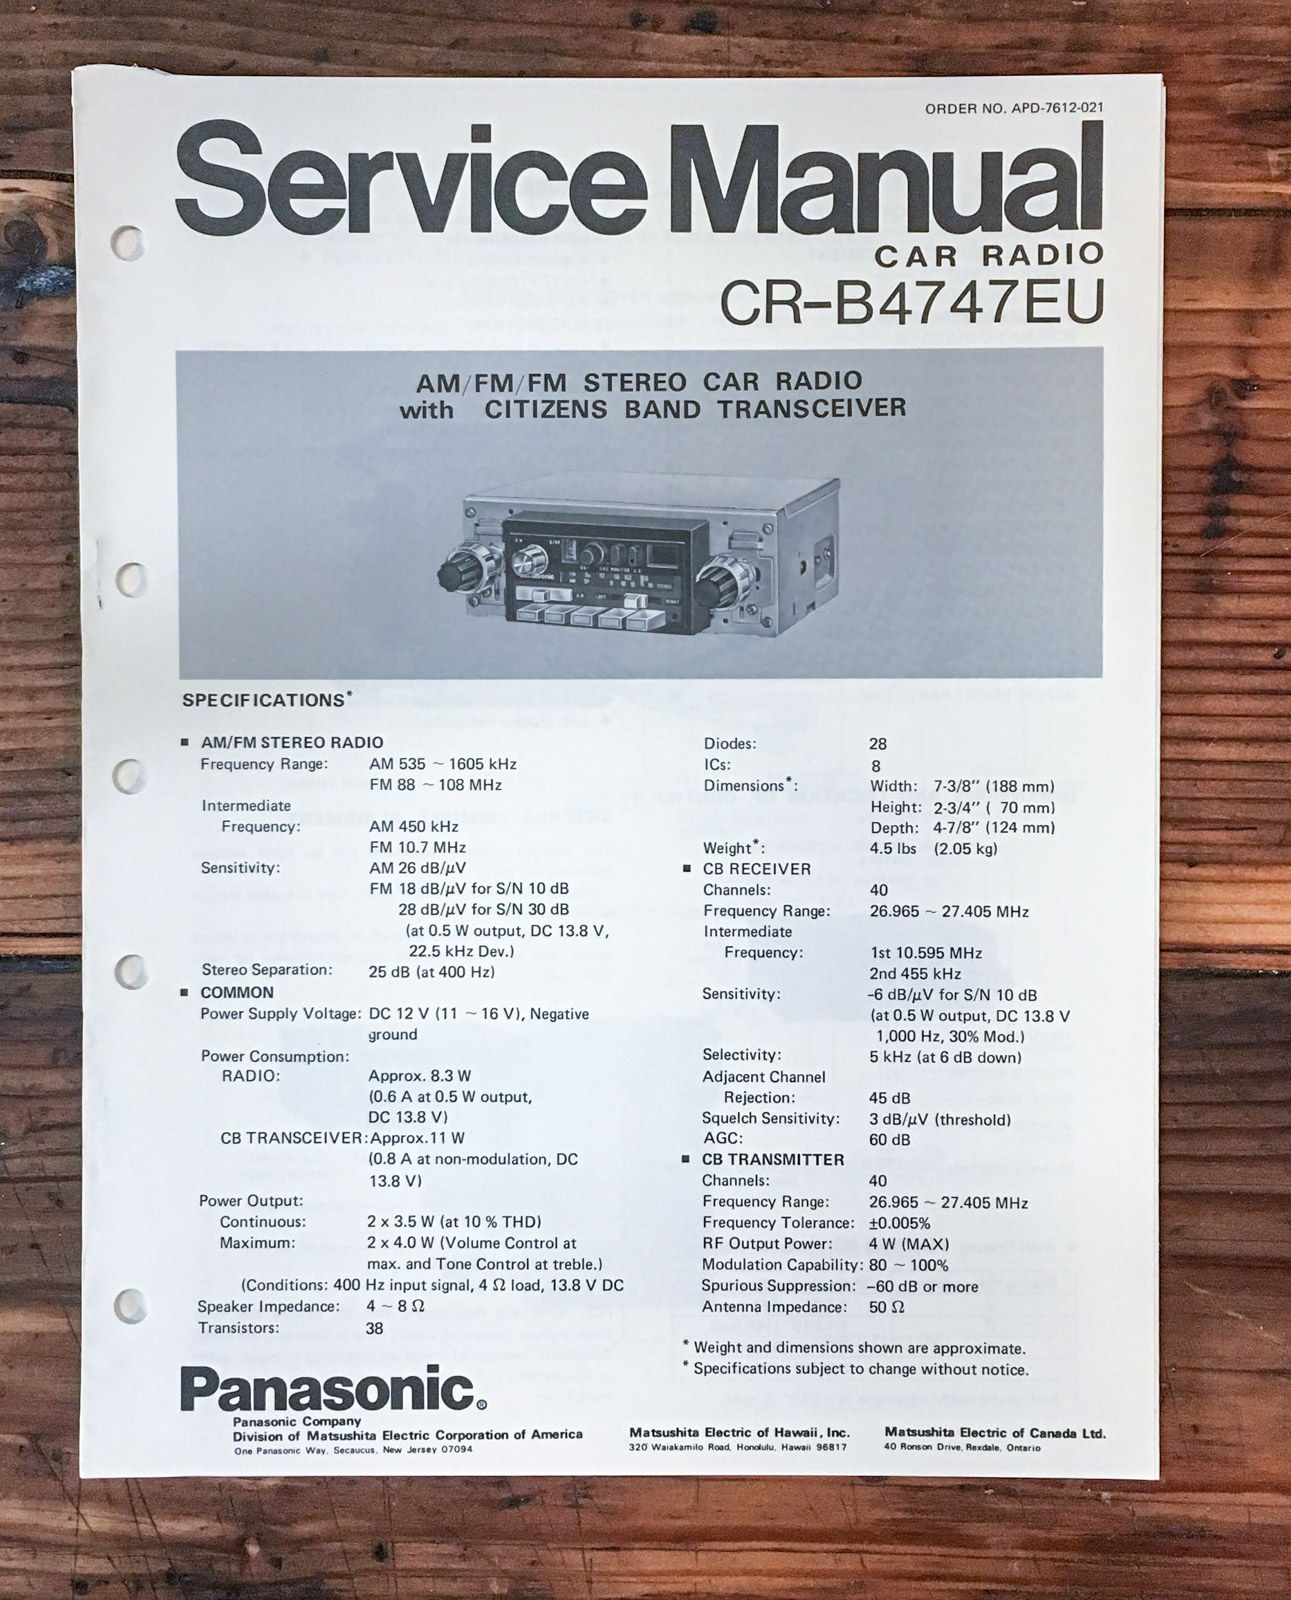 ORDER NO. APD-7612-021
Service Manual
CAR RADIO
CR-B4747EU
AM/FM/FM STEREO CAR RADIO
with CITIZENS BAND TRANSCEIVER
Panasonic
SPECIFICATIONS*
■ AM/FM STEREO RADIO
Frequency Range: AM 535 ~ 1605 kHz
FM 88 ~ 108 MHz
Intermediate
Frequency: AM 450 kHz
FM 10.7 MHz
Sensitivity: AM 26 dB/μV
FM 18 dB/μV for S/N 10 dB
28 dB/μV for S/N 30 dB
(at 0.5 W output, DC 13.8 V,
22.5 kHz Dev.)
Stereo Separation: 25 dB (at 400 Hz)
■ COMMON
Power Supply Voltage: DC 12 V (11 ~ 16 V), Negative
ground
Power Consumption:
RADIO: Approx. 8.3 W
(0.6 A at 0.5 W output,
DC 13.8 V)
CB TRANSCEIVER: Approx.11 W
(0.8 A at non-modulation, DC
13.8 V)
Power Output:
Continuous: 2 x 3.5 W (at 10 % THD)
Maximum: 2 x 4.0 W (Volume Control at
max. and Tone Control at treble.)
(Conditions: 400 Hz input signal, 4 Ω load, 13.8 V DC
Speaker Impedance: 4 ~ 8 Ω
Transistors: 38
Diodes: 28
ICs: 8
Dimensions*: Width: 7-3/8" (188 mm)
Height: 2-3/4" ( 70 mm)
Depth: 4-7/8" (124 mm)
Weight*: 4.5 lbs (2.05 kg)
■ CB RECEIVER
Channels: 40
Frequency Range: 26.965 ~ 27.405 MHz
Intermediate
Frequency: 1st 10.595 MHz
2nd 455 kHz
Sensitivity: -6 dB/μV for S/N 10 dB
(at 0.5 W output, DC 13.8 V
1,000 Hz, 30% Mod.)
Selectivity: 5 kHz (at 6 dB down)
Adjacent Channel
Rejection: 45 dB
Squelch Sensitivity: 3 dB/μV (threshold)
AGC: 60 dB
■ CB TRANSMITTER
Channels: 40
Frequency Range: 26.965 ~ 27.405 MHz
Frequency Tolerance: ±0.005%
RF Output Power: 4 W (MAX)
Modulation Capability: 80 ~ 100%
Spurious Suppression: -60 dB or more
Antenna Impedance: 50 Ω
* Weight and dimensions shown are approximate.
* Specifications subject to change without notice.
Panasonic®
Panasonic Company
Division of Matsushita Electric Corporation of America
One Panasonic Way, Secaucus, New Jersey 07094
Matsushita Electric of Hawaii, Inc.
320 Waiakamilo Road, Honolulu, Hawaii 96817
Matsushita Electric of Canada Ltd.
40 Ronson Drive, Rexdale, Ontario